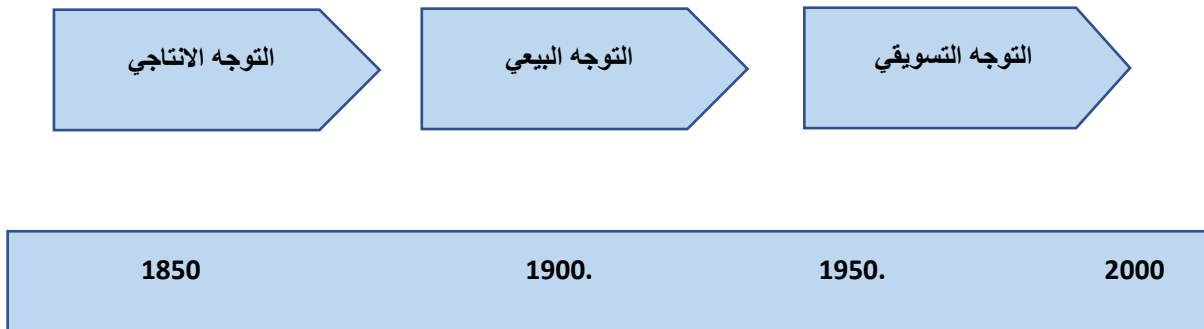 التوجه الانتاجي
التوجه البيعي
التوجه التسويقي
1850
1900.
1950.
2000